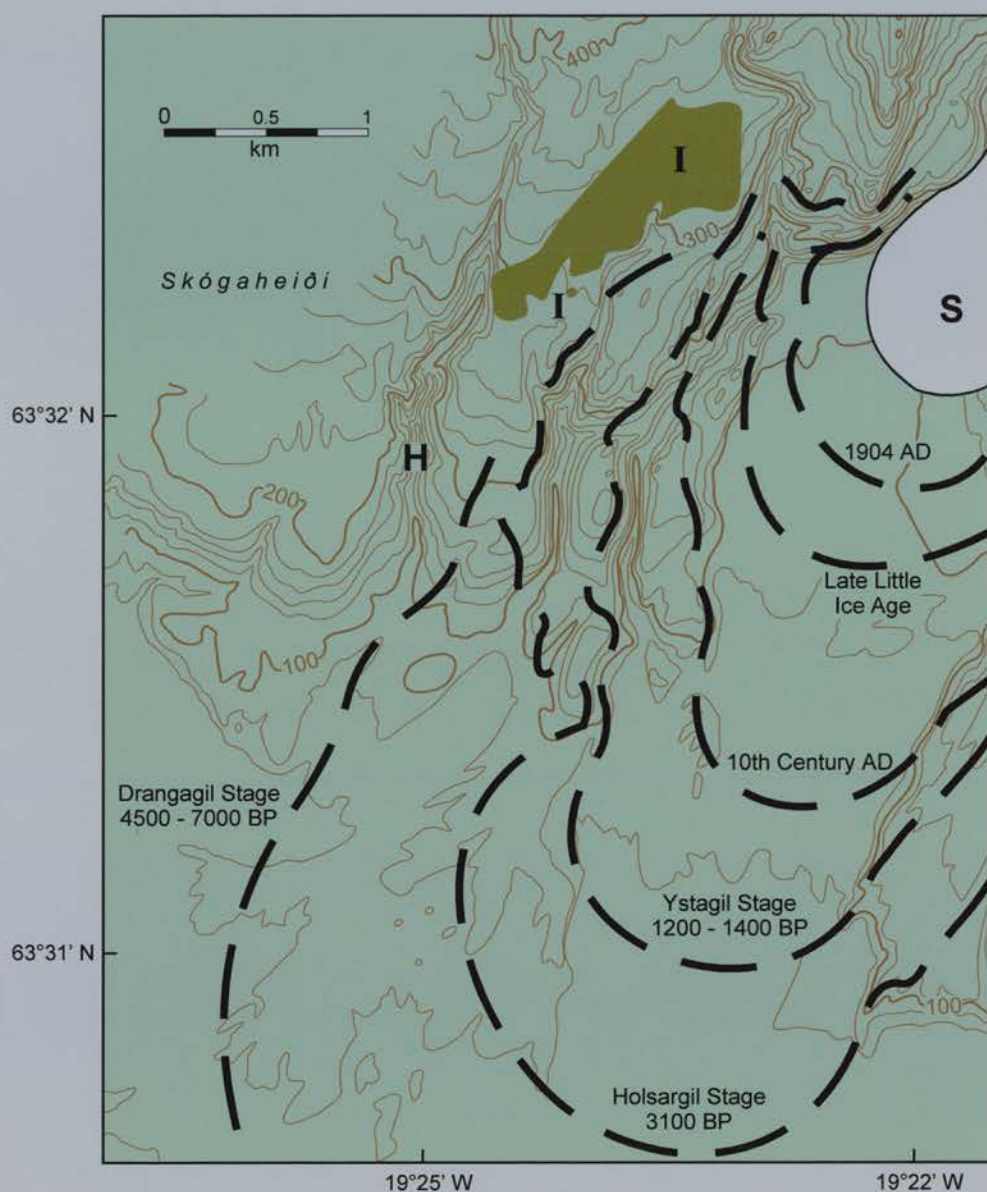 400
0
0.5
1
km
I
300
Skógaheiði
I
S
63°32' N
H
1904 AD
200
Late Little
Ice Age
100
10th Century AD
Drangagil Stage
4500 - 7000 BP
Ystagil Stage
1200 - 1400 BP
63°31' N
100
Holsargil Stage
3100 BP
19°25' W
19°22' W